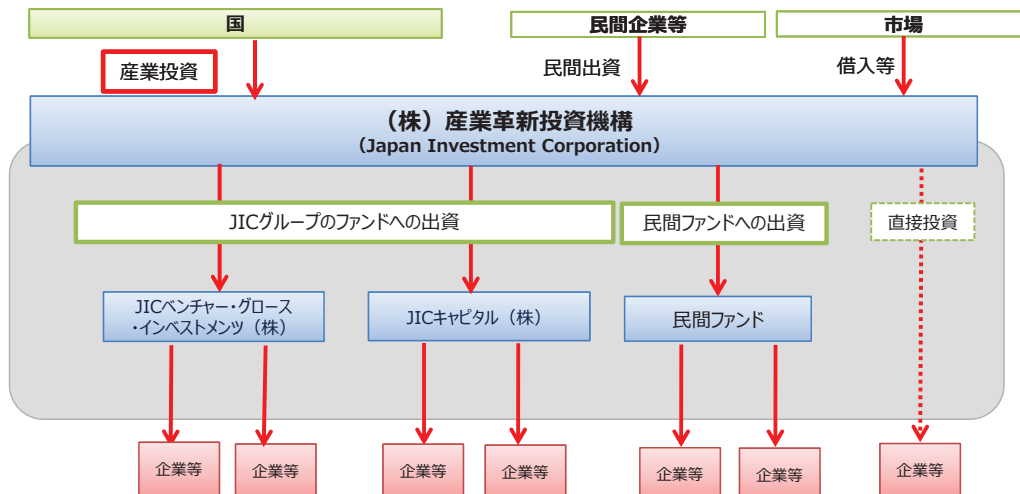 国
民間企業等
市場
産業投資
民間出資
借入等
（株）産業革新投資機構
（Japan Investment Corporation）
JICグループのファンドへの出資
民間ファンドへの出資
直接投資
JICベンチャー・グロース
・インベストメンツ（株）
JICキャピタル（株）
民間ファンド
企業等
企業等
企業等
企業等
企業等
企業等
企業等